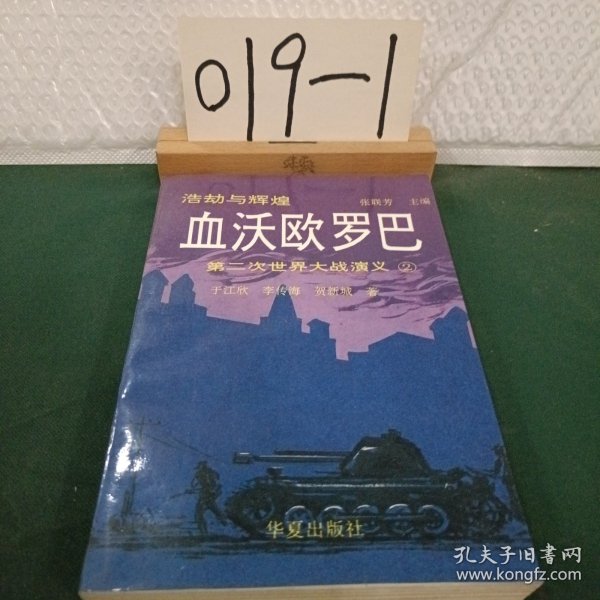 019-1
浩劫与辉煌
张联芳 主编
血沃欧罗巴
第二次世界大战演义②
于江欣 李传海 贺新城 著
华夏出版社
孔夫子旧书网
www.kongfz.com